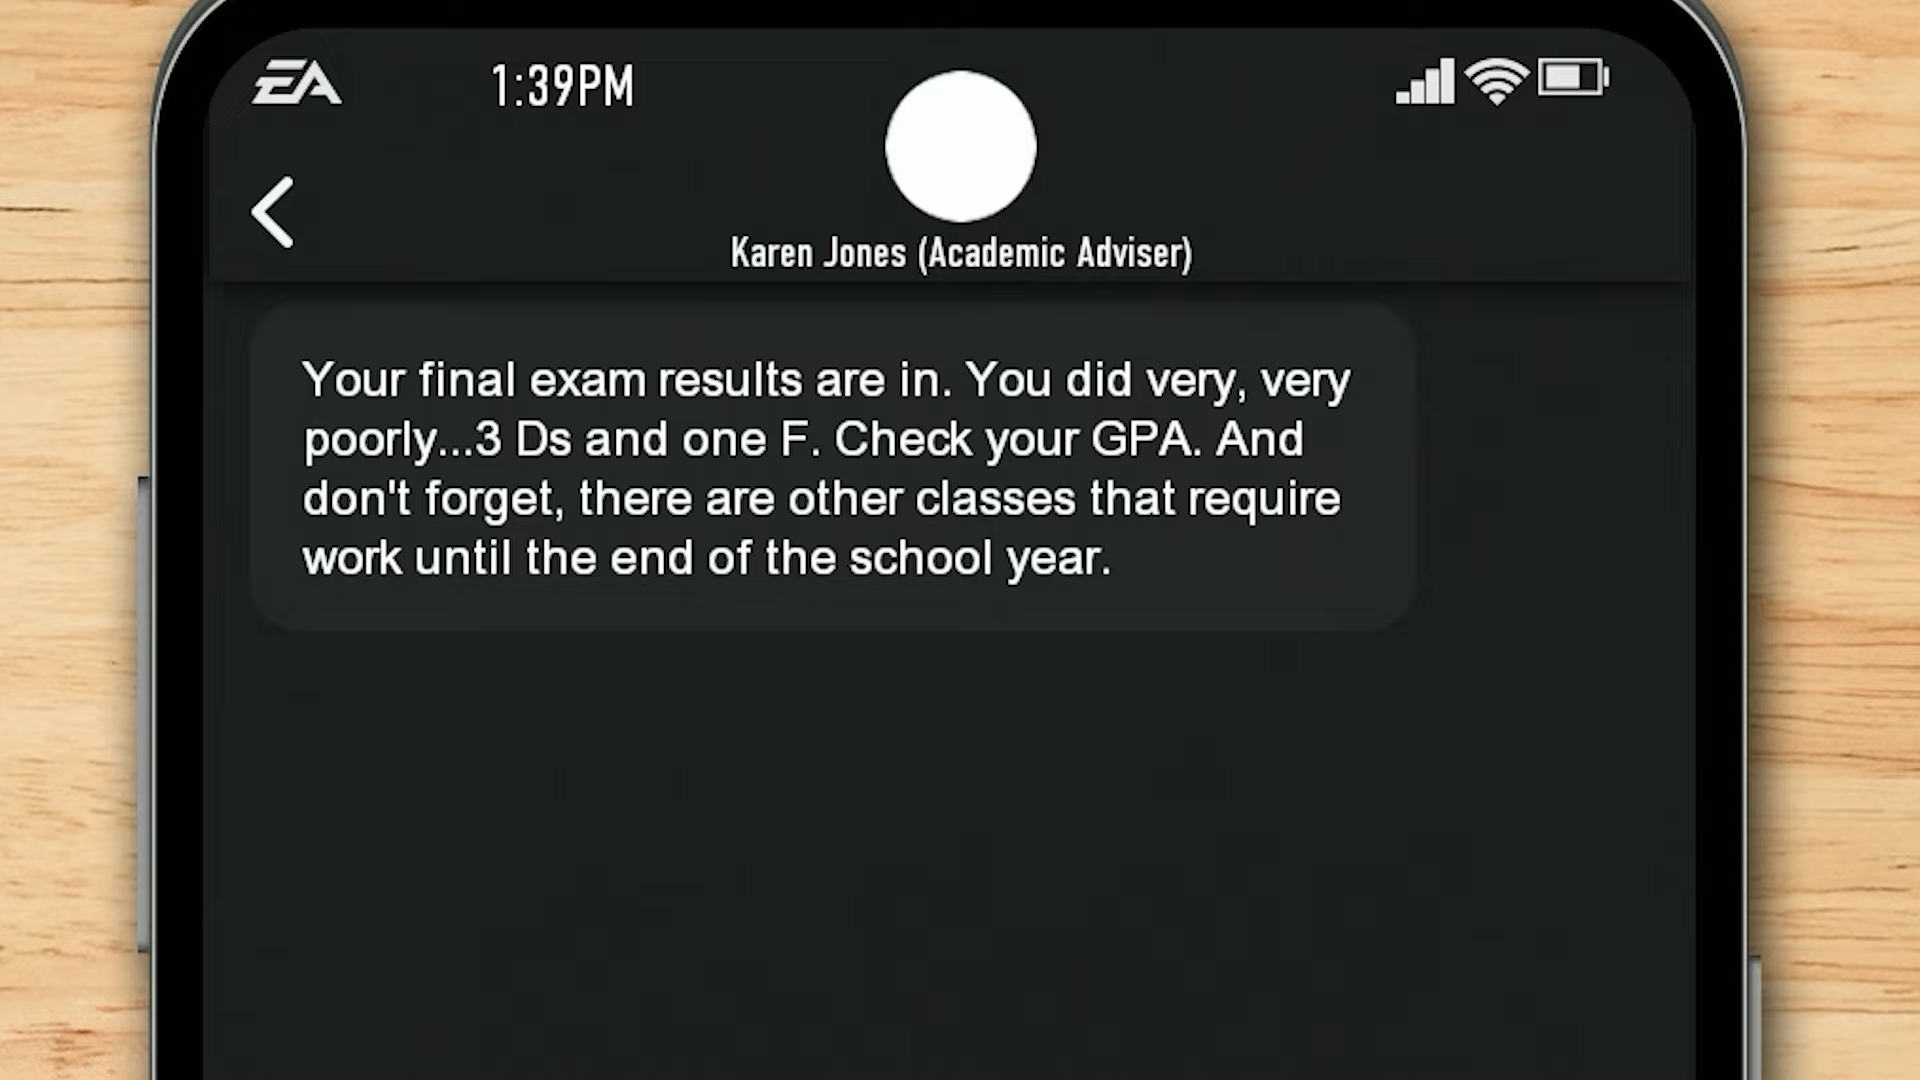 EA 1:39PM
Karen Jones (Academic Adviser)
Your final exam results are in. You did very, very
poorly...3 Ds and one F. Check your GPA. And
don't forget, there are other classes that require
work until the end of the school year.